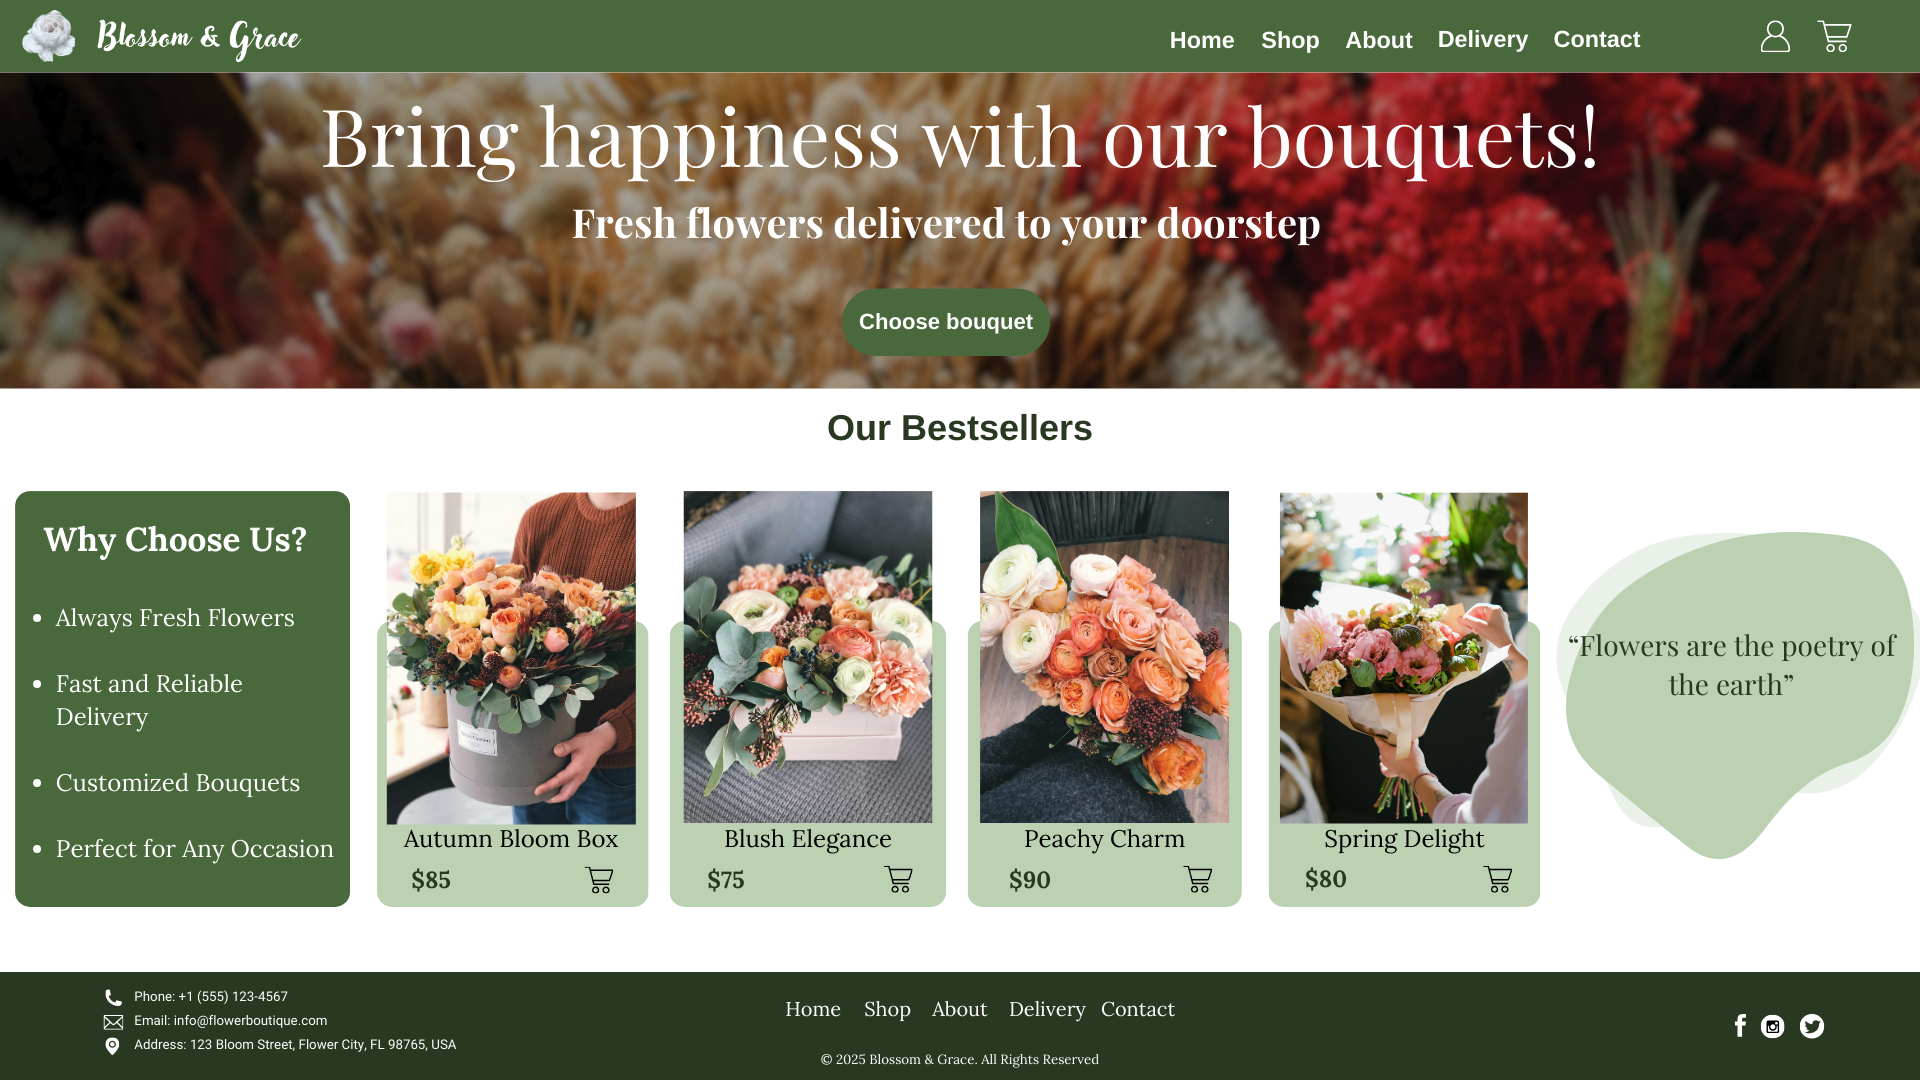 Blossom & Grace
Home Shop About Delivery Contact
Bring happiness with our bouquets!
Fresh flowers delivered to your doorstep
Choose bouquet
Our Bestsellers
Why Choose Us?
• Always Fresh Flowers
• Fast and Reliable
Delivery
• Customized Bouquets
• Perfect for Any Occasion
Autumn Bloom Box
$85
Blush Elegance
$75
Peachy Charm
$90
Spring Delight
$80
“Flowers are the poetry of
the earth”
Phone: +1 (555) 123-4567
Email: info@flowerboutique.com
Address: 123 Bloom Street, Flower City, FL 98765, USA
Home Shop About Delivery Contact
© 2025 Blossom & Grace. All Rights Reserved